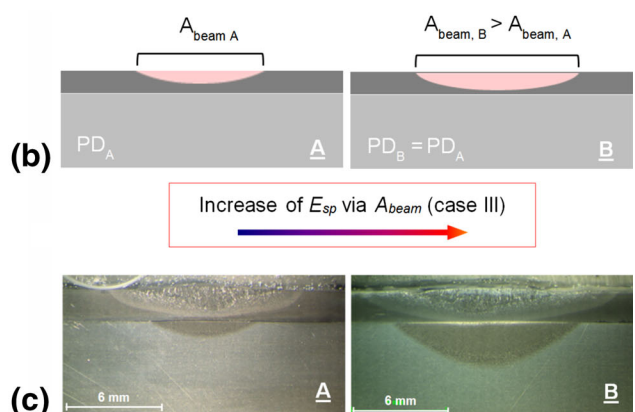 A_beam A
A_beam, B > A_beam, A
(b)
PD_A
A
PD_B = PD_A
B
Increase of E_sp via A_beam (case III)
(c)
6 mm
A
6 mm
B